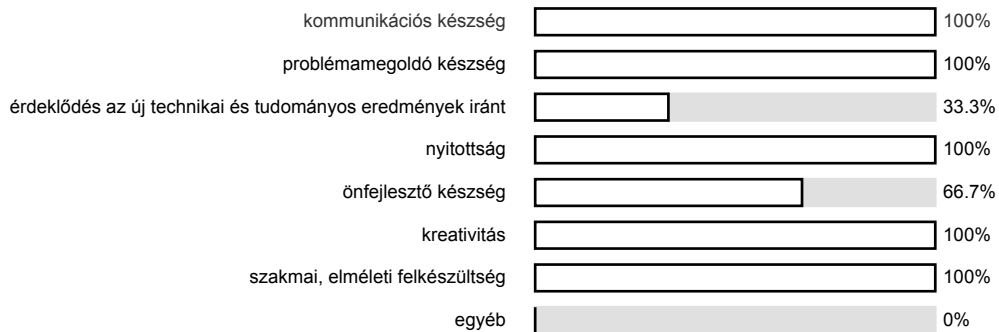 kommunikációs készség 100%
problémamegoldó készség 100%
érdeklődés az új technikai és tudományos eredmények iránt 33.3%
nyitottság 100%
önfejlesztő készség 66.7%
kreativitás 100%
szakmai, elméleti felkészültség 100%
egyéb 0%